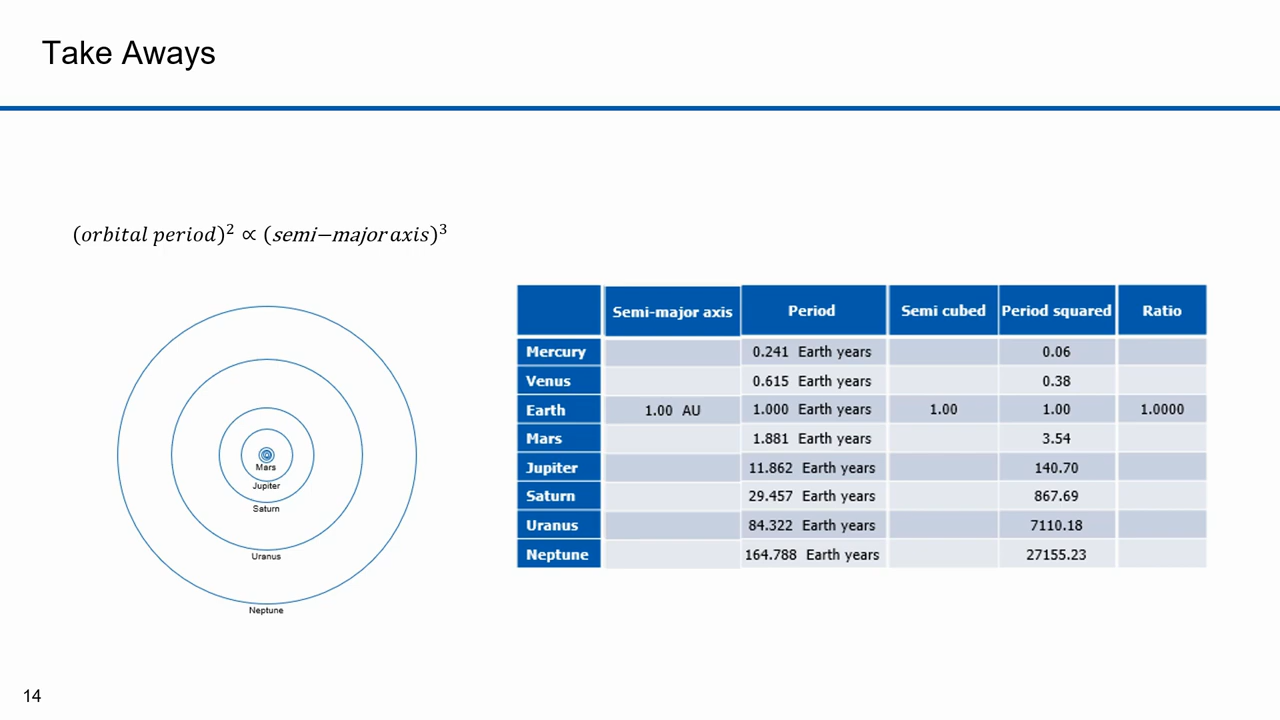 Take Aways
(orbital period)² ∝ (semi−major axis)³
Mars
Jupiter
Saturn
Uranus
Neptune
Semi-major axis Period Semi cubed Period squared Ratio
Mercury 0.241 Earth years 0.06
Venus 0.615 Earth years 0.38
Earth 1.00 AU 1.000 Earth years 1.00 1.00 1.0000
Mars 1.881 Earth years 3.54
Jupiter 11.862 Earth years 140.70
Saturn 29.457 Earth years 867.69
Uranus 84.322 Earth years 7110.18
Neptune 164.788 Earth years 27155.23
14